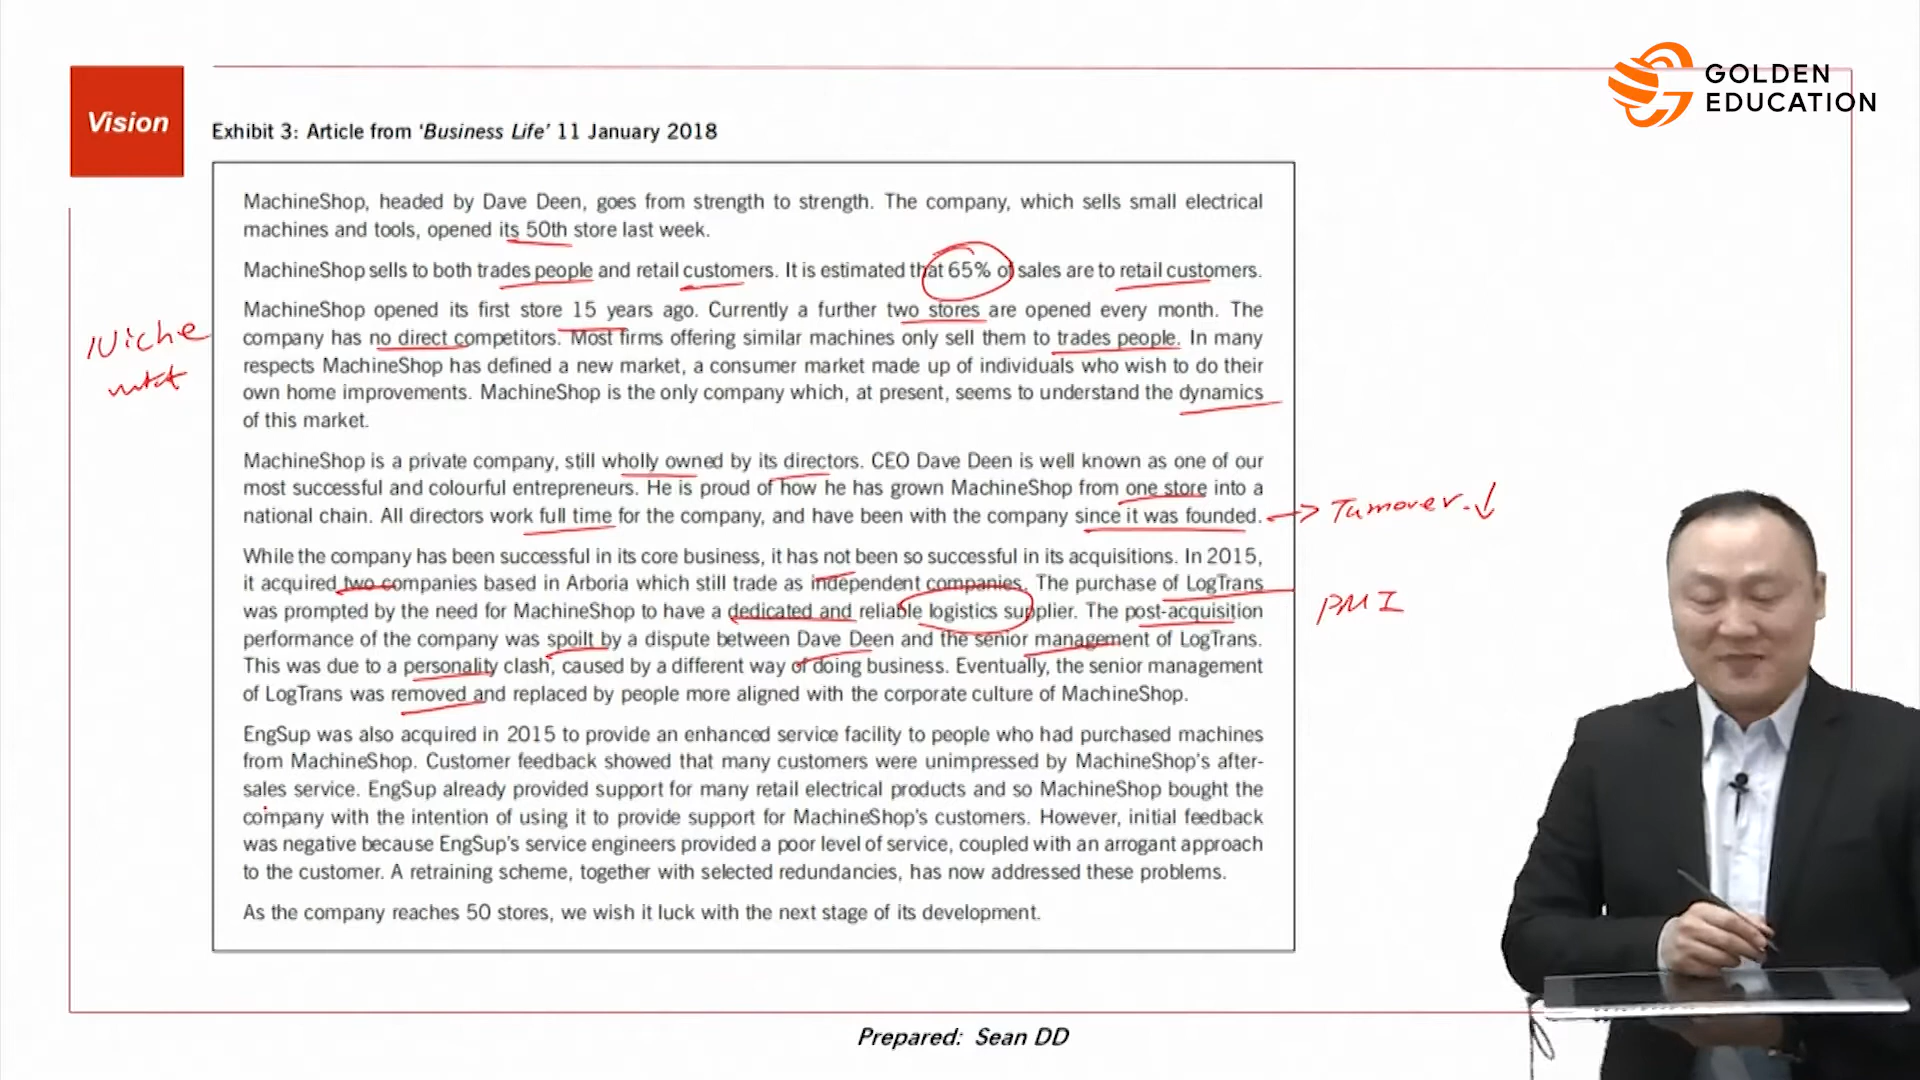 GOLDEN
EDUCATION
Vision
Exhibit 3: Article from ‘Business Life’ 11 January 2018
MachineShop, headed by Dave Deen, goes from strength to strength. The company, which sells small electrical
machines and tools, opened its 50th store last week.
MachineShop sells to both trades people and retail customers. It is estimated that 65% of sales are to retail customers.
MachineShop opened its first store 15 years ago. Currently a further two stores are opened every month. The
company has no direct competitors. Most firms offering similar machines only sell them to trades people. In many
respects MachineShop has defined a new market, a consumer market made up of individuals who wish to do their
own home improvements. MachineShop is the only company which, at present, seems to understand the dynamics
of this market.
Niche
mkt
MachineShop is a private company, still wholly owned by its directors. CEO Dave Deen is well known as one of our
most successful and colourful entrepreneurs. He is proud of how he has grown MachineShop from one store into a
national chain. All directors work full time for the company, and have been with the company since it was founded.
Turnover. ↓
While the company has been successful in its core business, it has not been so successful in its acquisitions. In 2015,
it acquired two companies based in Arboria which still trade as independent companies. The purchase of LogTrans
was prompted by the need for MachineShop to have a dedicated and reliable logistics supplier. The post-acquisition
performance of the company was spoilt by a dispute between Dave Deen and the senior management of LogTrans.
This was due to a personality clash, caused by a different way of doing business. Eventually, the senior management
of LogTrans was removed and replaced by people more aligned with the corporate culture of MachineShop.
PMI
EngSup was also acquired in 2015 to provide an enhanced service facility to people who had purchased machines
from MachineShop. Customer feedback showed that many customers were unimpressed by MachineShop’s after-
sales service. EngSup already provided support for many retail electrical products and so MachineShop bought the
company with the intention of using it to provide support for MachineShop’s customers. However, initial feedback
was negative because EngSup’s service engineers provided a poor level of service, coupled with an arrogant approach
to the customer. A retraining scheme, together with selected redundancies, has now addressed these problems.
As the company reaches 50 stores, we wish it luck with the next stage of its development.
Prepared: Sean DD